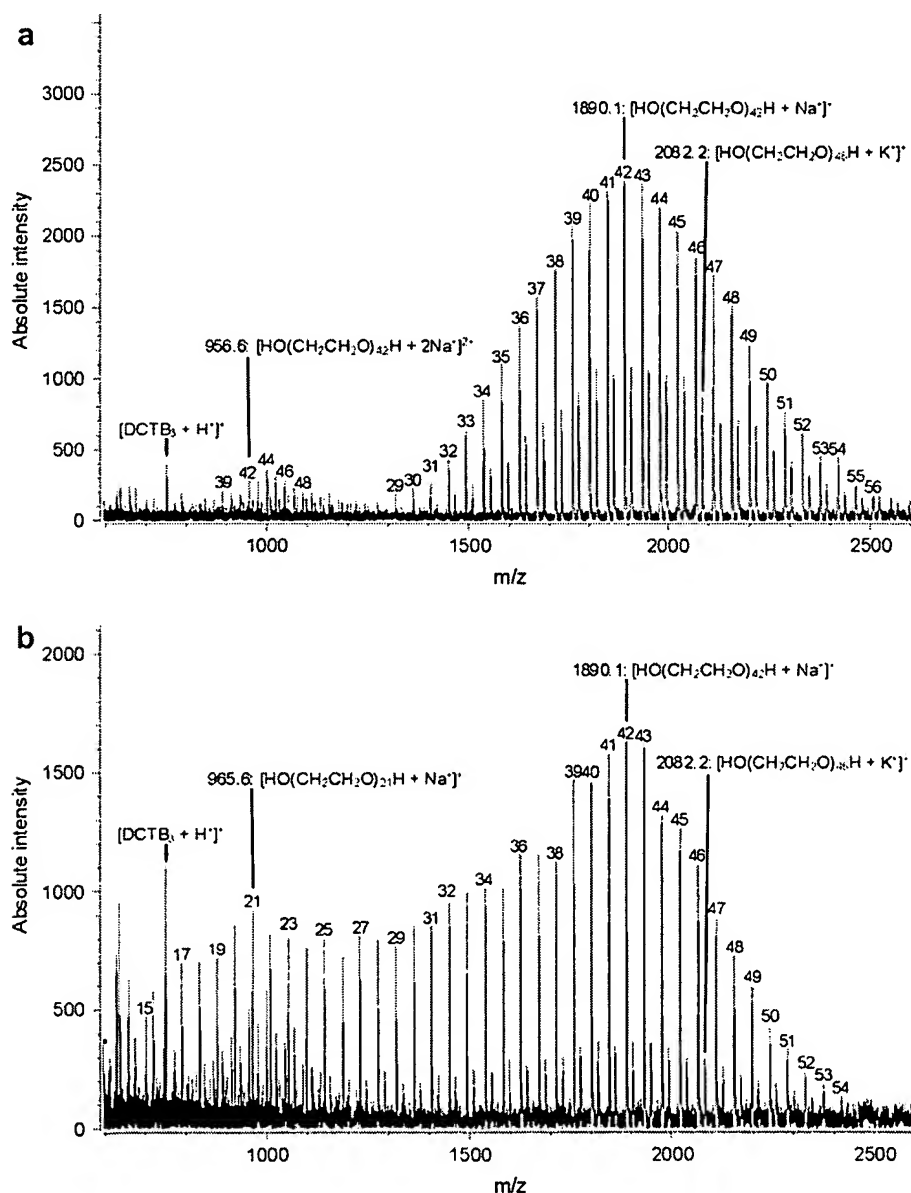 a
1890.1: [HO(CH₂CH₂O)₄₂H + Na⁺]⁺
2082.2: [HO(CH₂CH₂O)₄₆H + K⁺]⁺
956.6: [HO(CH₂CH₂O)₄₂H + 2Na⁺]²⁺
[DCTB₃ + H⁺]⁺
39 42 44 46 48 29 30 31 32 33 34 35 36 37 38 39 40 41 42 43 44 45 46 47 48 49 50 51 52 53 54 55 56
Absolute intensity
3000
2500
2000
1500
1000
500
0
1000 1500 2000 2500
m/z
b
1890.1: [HO(CH₂CH₂O)₄₂H + Na⁺]⁺
2082.2: [HO(CH₂CH₂O)₄₆H + K⁺]⁺
965.6: [HO(CH₂CH₂O)₂₁H + Na⁺]⁺
[DCTB₃ + H⁺]⁺
15 17 19 21 23 25 27 29 31 32 34 36 38 39 40 41 42 43 44 45 46 47 48 49 50 51 52 53 54
Absolute intensity
2000
1500
1000
500
0
1000 1500 2000 2500
m/z